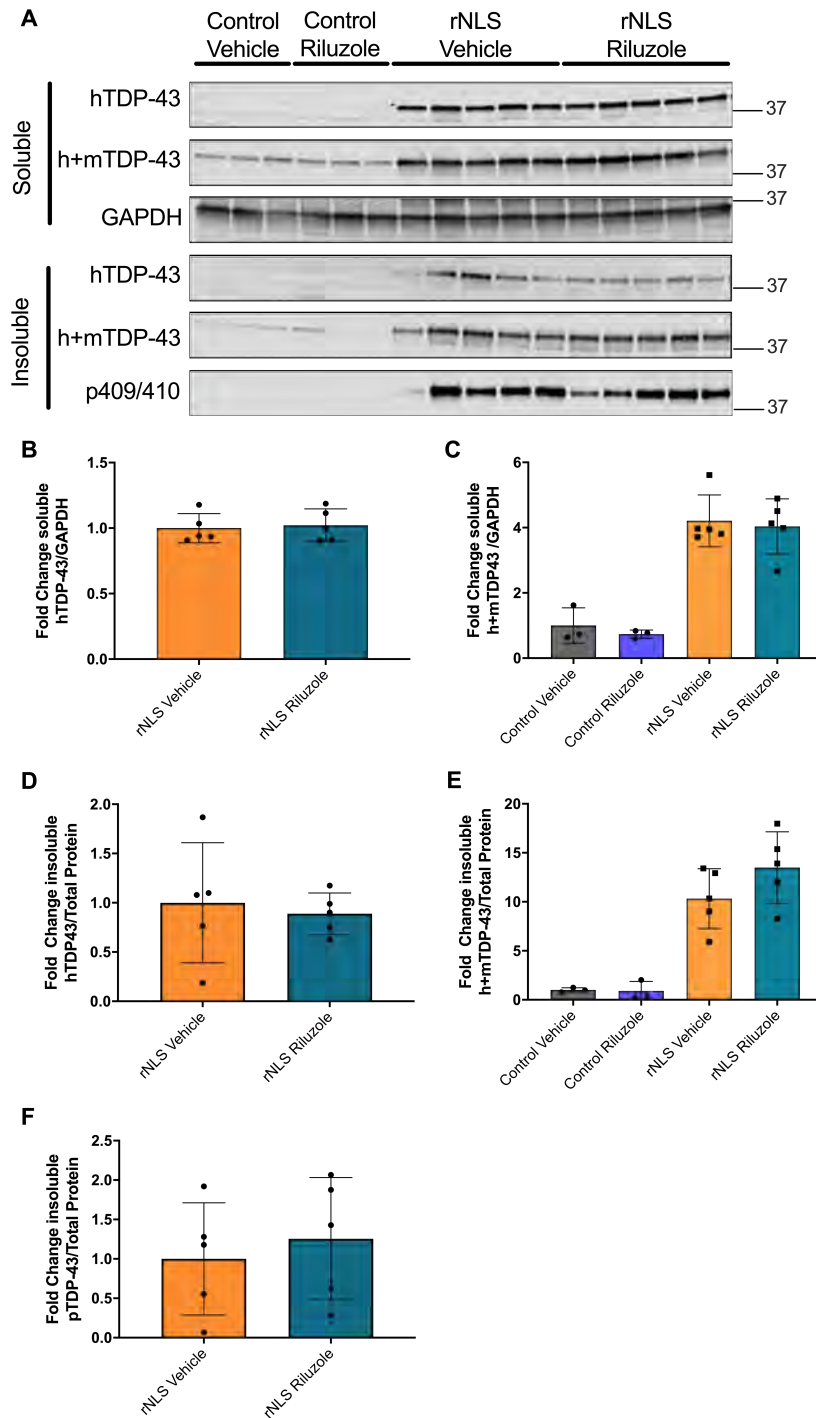 A
Control
Vehicle
Control
Riluzole
rNLS
Vehicle
rNLS
Riluzole
Soluble
hTDP-43
37
h+mTDP-43
37
GAPDH
37
Insoluble
hTDP-43
37
h+mTDP-43
37
p409/410
37
B
Fold Change soluble
hTDP-43/GAPDH
1.5
1.0
0.5
0.0
rNLS Vehicle
rNLS Riluzole
C
Fold Change soluble
h+mTDP43 /GAPDH
6
4
2
0
Control Vehicle
Control Riluzole
rNLS Vehicle
rNLS Riluzole
D
Fold Change insoluble
hTDP43/Total Protein
2.0
1.5
1.0
0.5
0.0
rNLS Vehicle
rNLS Riluzole
E
Fold Change insoluble
h+mTDP-43/Total Protein
20
15
10
5
0
Control Vehicle
Control Riluzole
rNLS Vehicle
rNLS Riluzole
F
Fold Change insoluble
pTDP-43/Total Protein
2.5
2.0
1.5
1.0
0.5
0.0
rNLS Vehicle
rNLS Riluzole